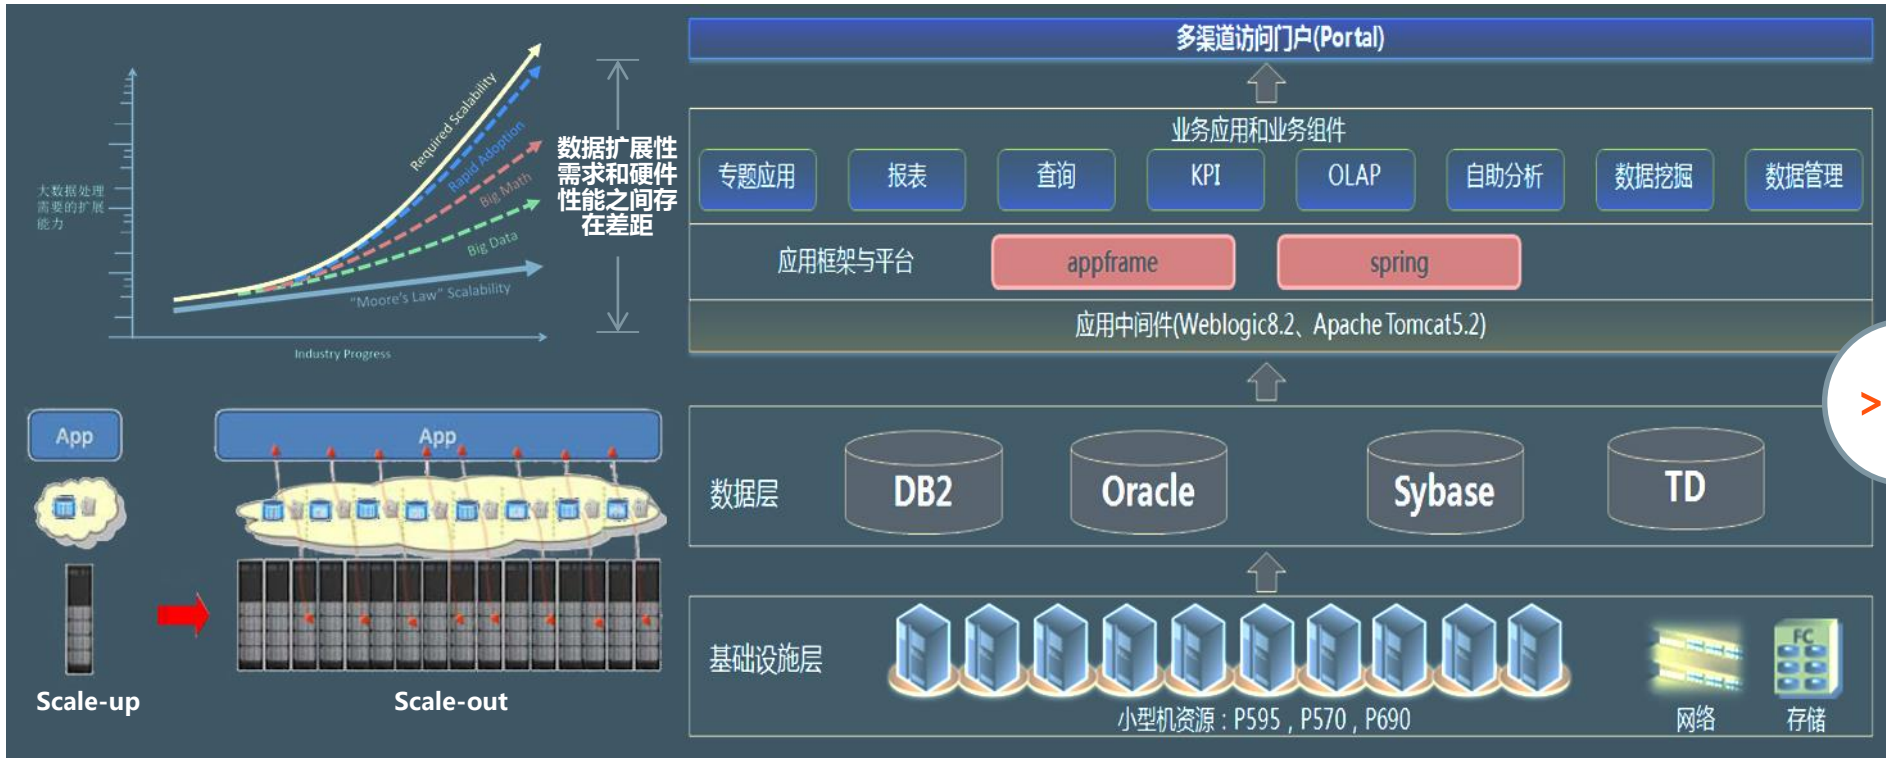 大数据处理
需要的扩展
能力
Required Scalability
Rapid Adoption
Big Math
Big Data
"Moore's Law" Scalability
Industry Progress
数据扩展性
需求和硬件
性能之间存
在差距
App
App
Scale-up
Scale-out
多渠道访问门户(Portal)
业务应用和业务组件
专题应用
报表
查询
KPI
OLAP
自助分析
数据挖掘
数据管理
应用框架与平台
appframe
spring
应用中间件(Weblogic8.2、Apache Tomcat5.2)
数据层
DB2
Oracle
Sybase
TD
基础设施层
小型机资源：P595，P570，P690
网络
FC
存储
>